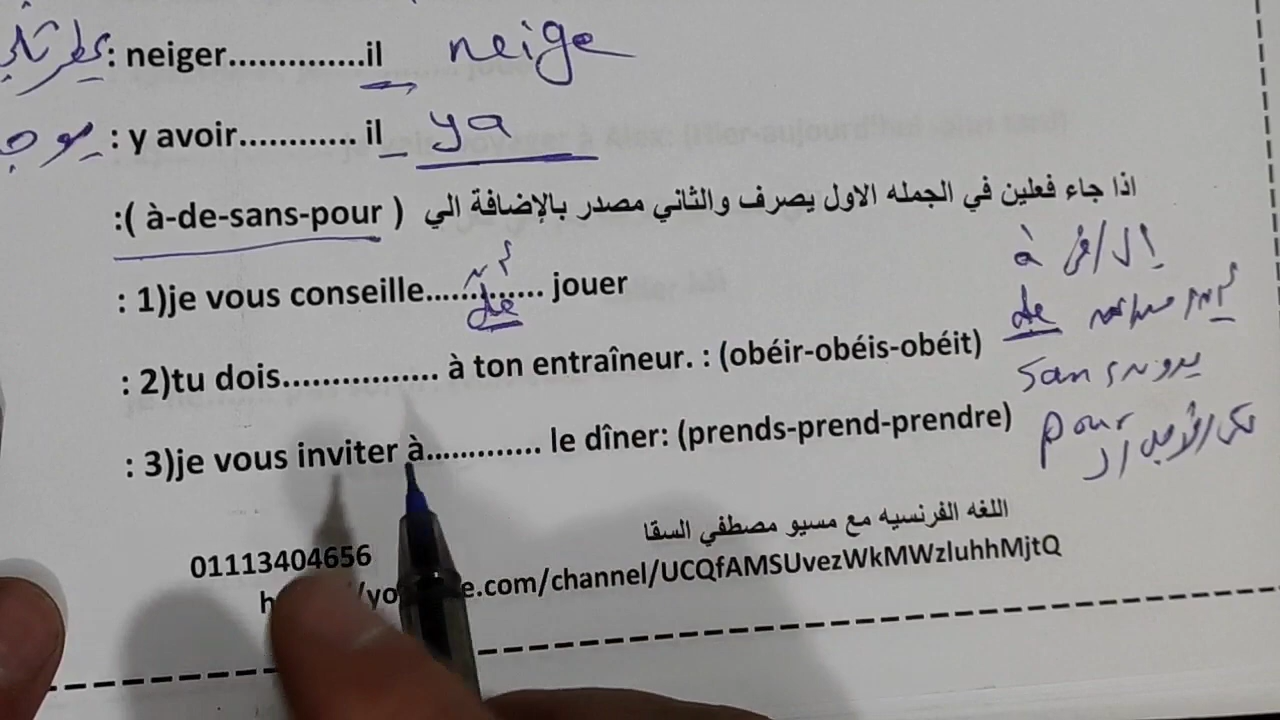 : neiger..............il neige
: y avoir............ il ya
اذا جاء فعلين في الجمله الاول يصرف والثاني مصدر بالإضافة الي ( à-de-sans-pour ):
: 1)je vous conseille............. jouer
de
: 2)tu dois................ à ton entraîneur. : (obéir-obéis-obéit)
: 3)je vous inviter à............ le dîner: (prends-prend-prendre)
à
de
sans بدون
pour
اللغه الفرنسيه مع مسيو مصطفي السقا
01113404656
e.com/channel/UCQfAMSUvezWkMWzluhhMjtQ